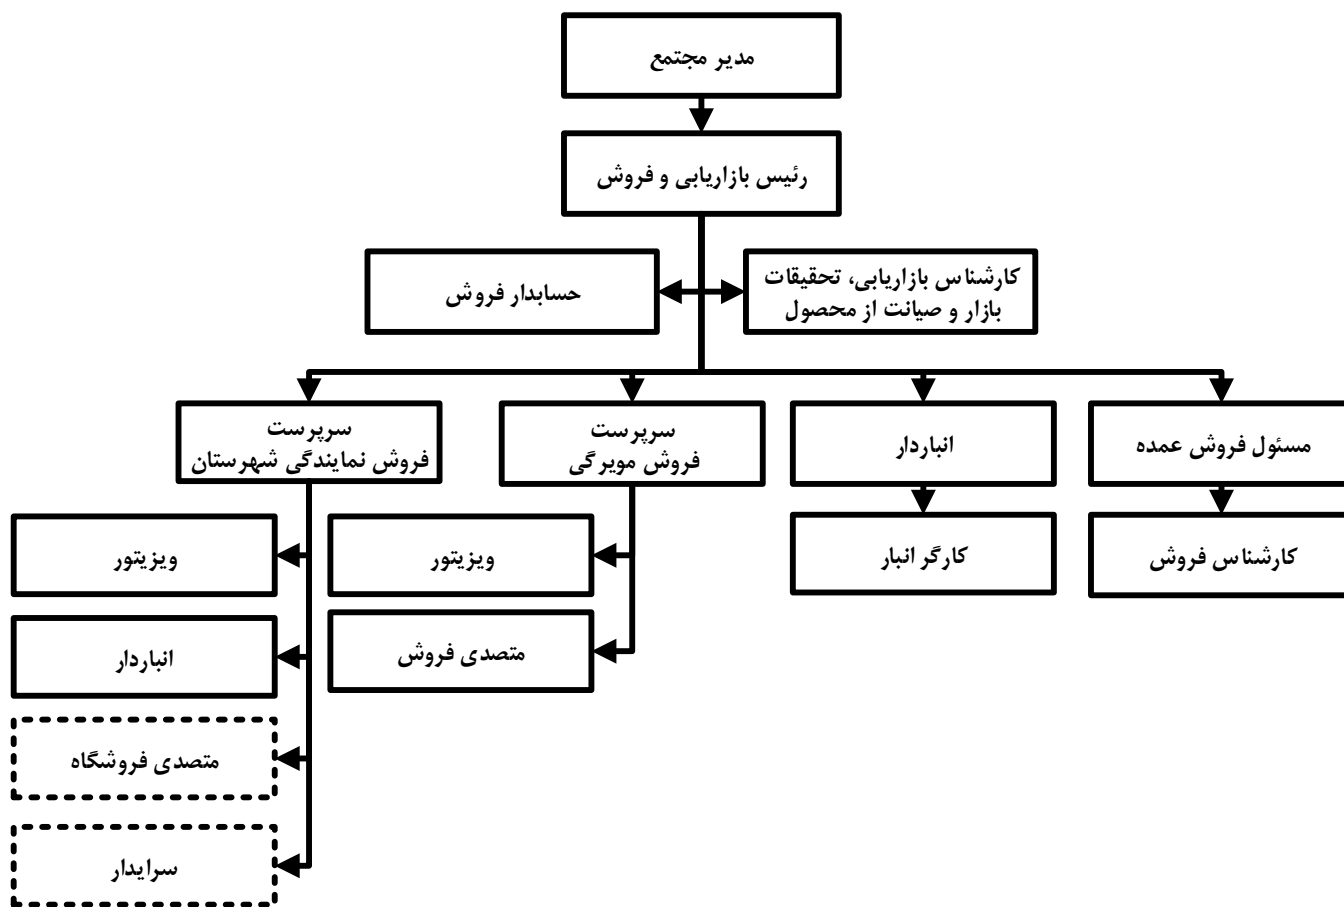 مدیر مجتمع
رئیس بازاریابی و فروش
کارشناس بازاریابی، تحقیقات
بازار و صیانت از محصول
حسابدار فروش
مسئول فروش عمده
انباردار
سرپرست
فروش مویرگی
سرپرست
فروش نمایندگی شهرستان
کارشناس فروش
کارگر انبار
ویزیتور
ویزیتور
متصدی فروش
انباردار
متصدی فروشگاه
سرایدار